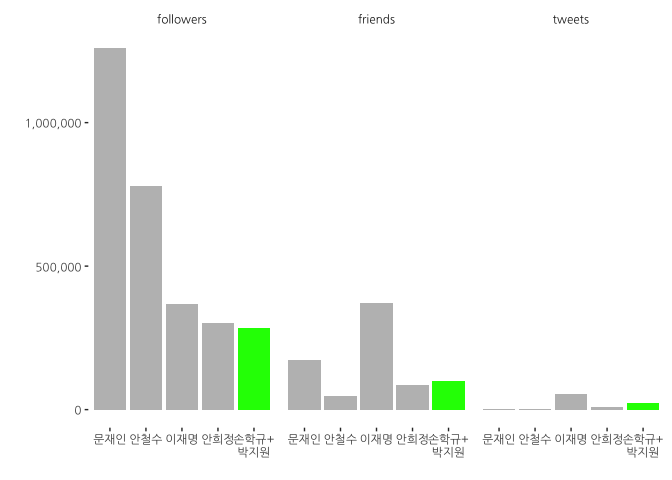 followers
friends
tweets
1,000,000
500,000
0
문재인 안철수 이재명 안희정 손학규+
박지원
문재인 안철수 이재명 안희정 손학규+
박지원
문재인 안철수 이재명 안희정 손학규+
박지원